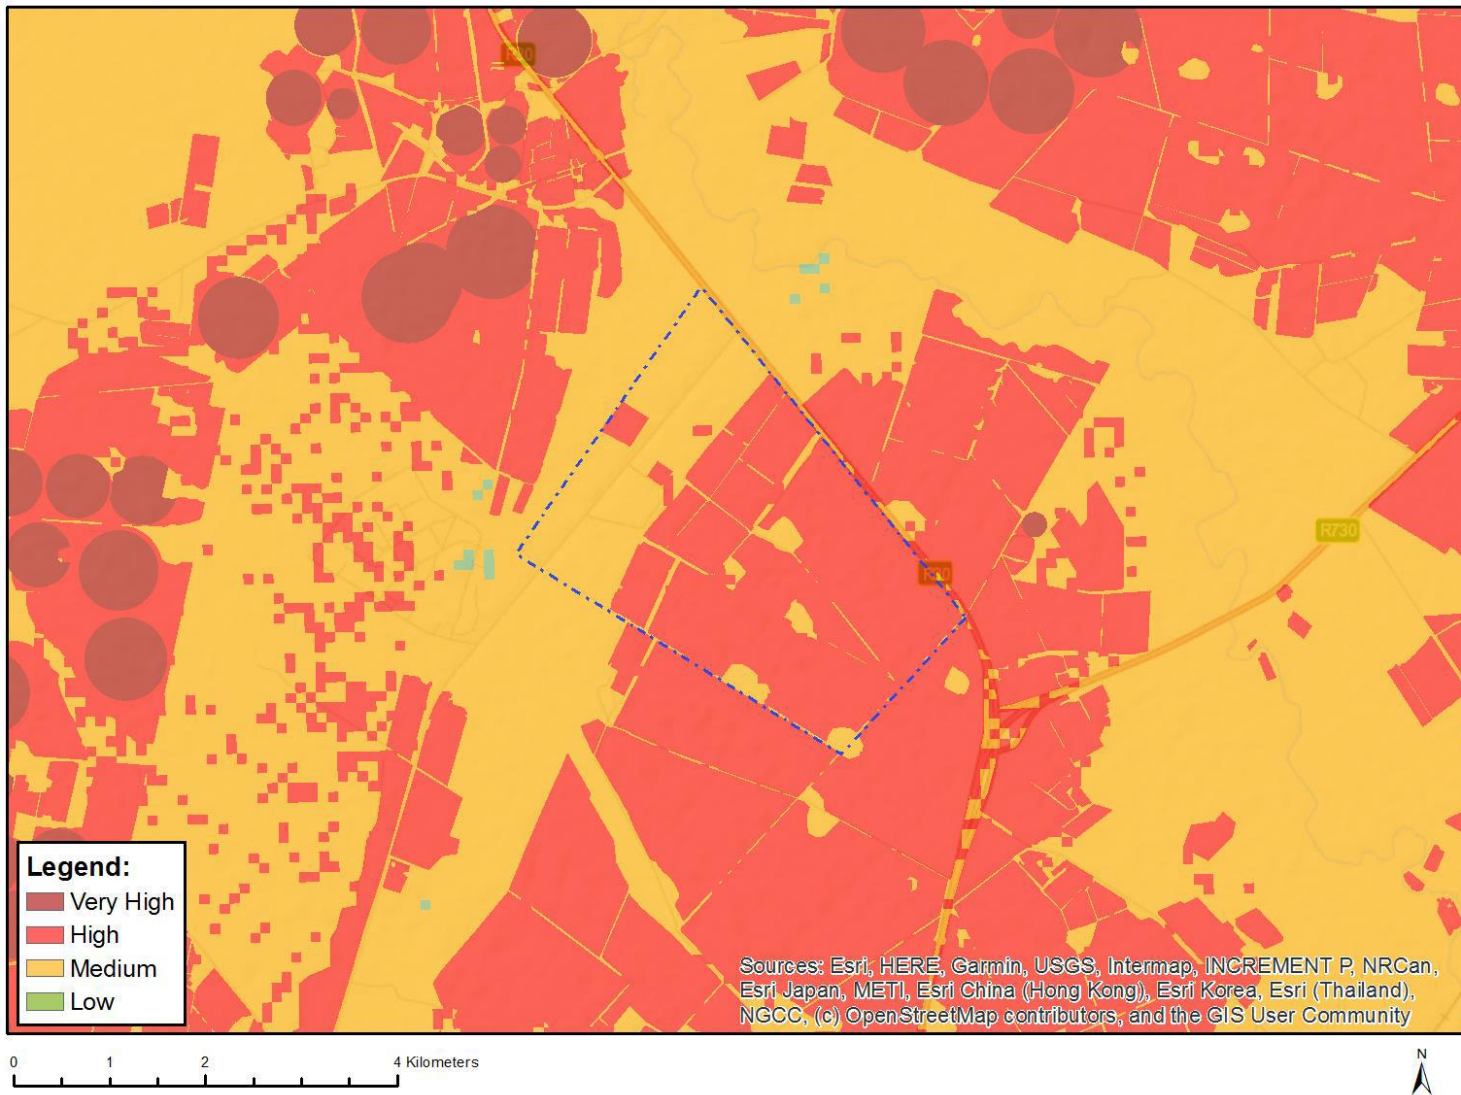 R30
R730
R30
Legend:
Very High
High
Medium
Low
Sources: Esri, HERE, Garmin, USGS, Intermap, INCREMENT P, NRCan,
Esri Japan, METI, Esri China (Hong Kong), Esri Korea, Esri (Thailand),
NGCC, (c) OpenStreetMap contributors, and the GIS User Community
0 1 2 4 Kilometers
N